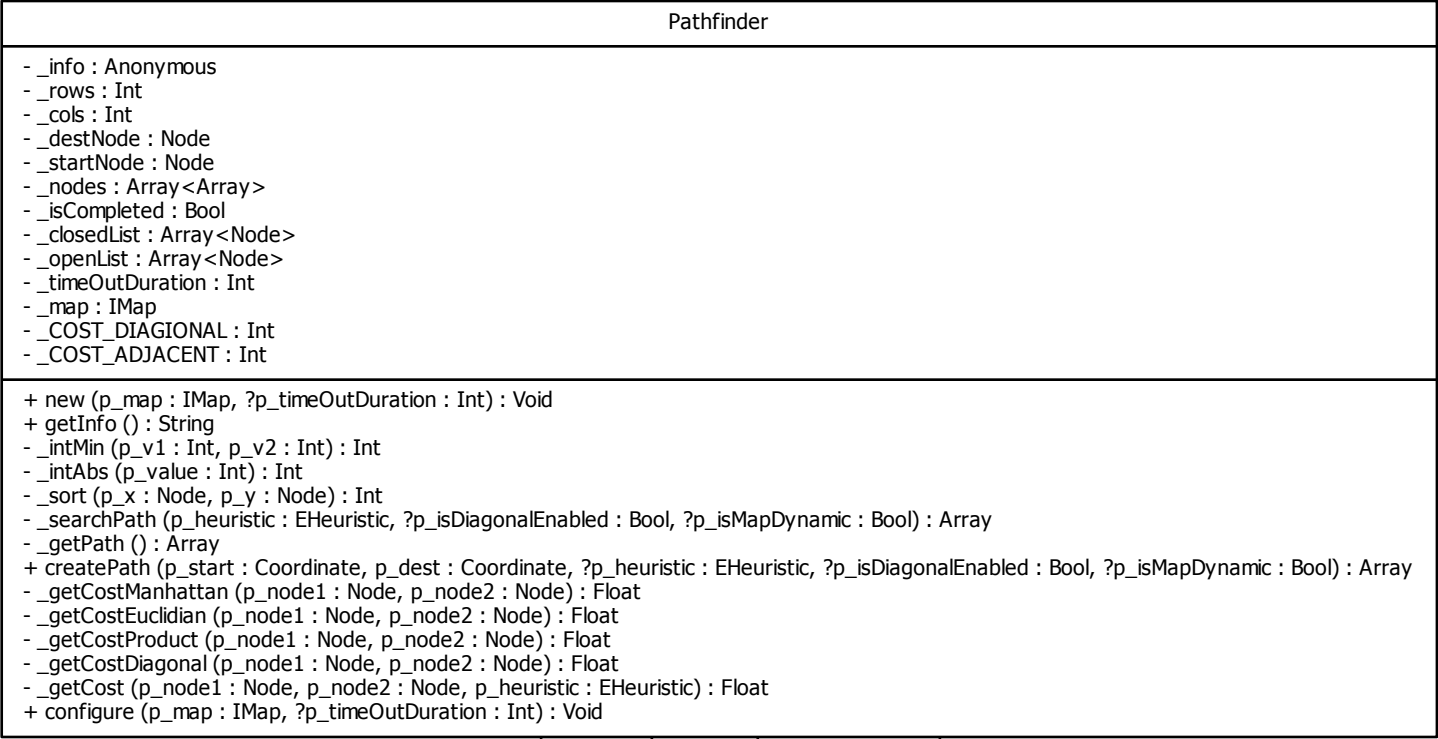 Pathfinder
- _info : Anonymous
- _rows : Int
- _cols : Int
- _destNode : Node
- _startNode : Node
- _nodes : Array<Array>
- _isCompleted : Bool
- _closedList : Array<Node>
- _openList : Array<Node>
- _timeOutDuration : Int
- _map : IMap
- _COST_DIAGIONAL : Int
- _COST_ADJACENT : Int
+ new (p_map : IMap, ?p_timeOutDuration : Int) : Void
+ getInfo () : String
- _intMin (p_v1 : Int, p_v2 : Int) : Int
- _intAbs (p_value : Int) : Int
- _sort (p_x : Node, p_y : Node) : Int
- _searchPath (p_heuristic : EHeuristic, ?p_isDiagonalEnabled : Bool, ?p_isMapDynamic : Bool) : Array
- _getPath () : Array
+ createPath (p_start : Coordinate, p_dest : Coordinate, ?p_heuristic : EHeuristic, ?p_isDiagonalEnabled : Bool, ?p_isMapDynamic : Bool) : Array
- _getCostManhattan (p_node1 : Node, p_node2 : Node) : Float
- _getCostEuclidian (p_node1 : Node, p_node2 : Node) : Float
- _getCostProduct (p_node1 : Node, p_node2 : Node) : Float
- _getCostDiagonal (p_node1 : Node, p_node2 : Node) : Float
- _getCost (p_node1 : Node, p_node2 : Node, p_heuristic : EHeuristic) : Float
+ configure (p_map : IMap, ?p_timeOutDuration : Int) : Void